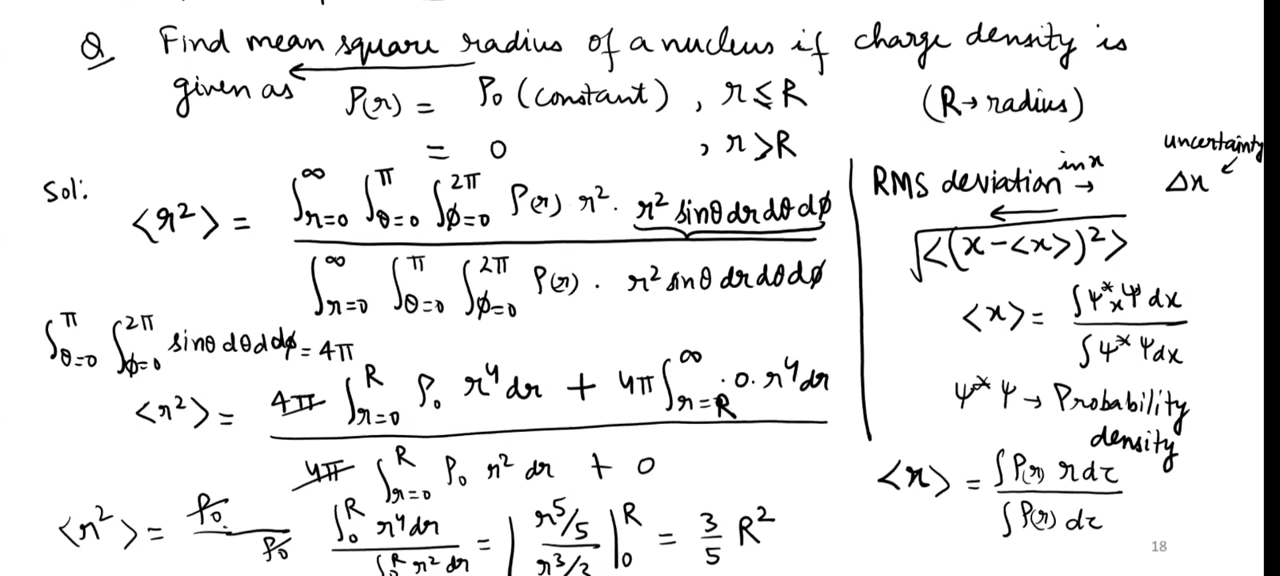 Q Find mean square radius of a nucleus if charge density is
given as ρ(r) = ρ₀ (constant) , r ≤ R (R → radius)
= 0 , r > R
Sol:
<r²> = ∫_{r=0}^{∞} ∫_{θ=0}^{π} ∫_{ϕ=0}^{2π} ρ(r) r² · r² sinθ dr dθ dϕ
∫_{r=0}^{∞} ∫_{θ=0}^{π} ∫_{ϕ=0}^{2π} ρ(r) · r² sinθ dr dθ dϕ
∫_{θ=0}^{π} ∫_{ϕ=0}^{2π} sinθ dθ dϕ = 4π
<r²> = 4π ∫_{r=0}^{R} ρ₀ r⁴ dr + 4π ∫_{r=R}^{∞} · 0 · r⁴ dr
4π ∫_{r=0}^{R} ρ₀ r² dr + 0
<r²> = ρ₀/ρ₀ ∫₀^R r⁴ dr / ∫₀^R r² dr = | r⁵/5 / r³/3 |₀^R = 3/5 R²
uncertainty
RMS deviation in x → Δx
√<(x - <x>)²>
<x> = ∫ψ* x ψ dx / ∫ψ* ψ dx
ψ* ψ → Probability
density
<r> = ∫ρ(r) r dτ / ∫ρ(r) dτ
18